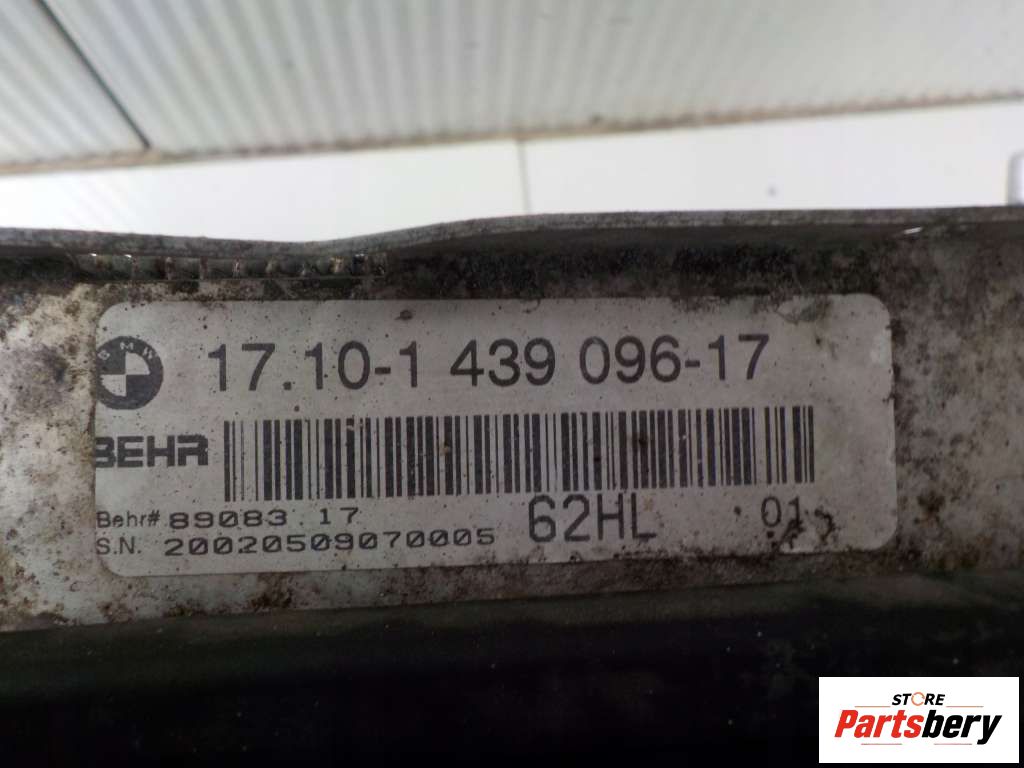 BMW
17.10-1 439 096-17
BEHR
Behr# 89083.17
62HL
01
S.N. 20020509070005
STORE
Partsbery